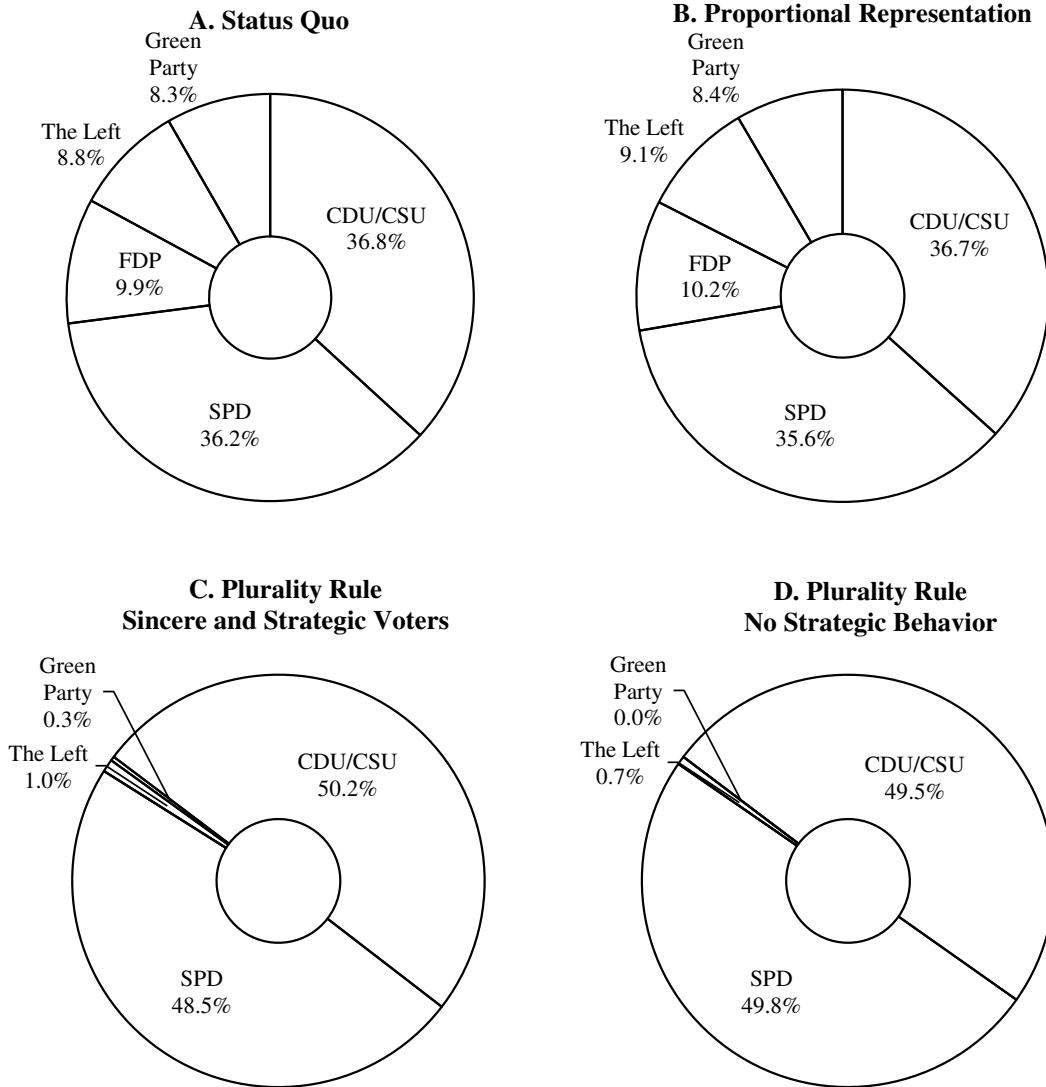 A. Status Quo
Green
Party
8.3%
The Left
8.8%
CDU/CSU
36.8%
FDP
9.9%
SPD
36.2%
B. Proportional Representation
Green
Party
8.4%
The Left
9.1%
CDU/CSU
36.7%
FDP
10.2%
SPD
35.6%
C. Plurality Rule
Sincere and Strategic Voters
Green
Party
0.3%
The Left
1.0%
CDU/CSU
50.2%
SPD
48.5%
D. Plurality Rule
No Strategic Behavior
Green
Party
0.0%
The Left
0.7%
CDU/CSU
49.5%
SPD
49.8%